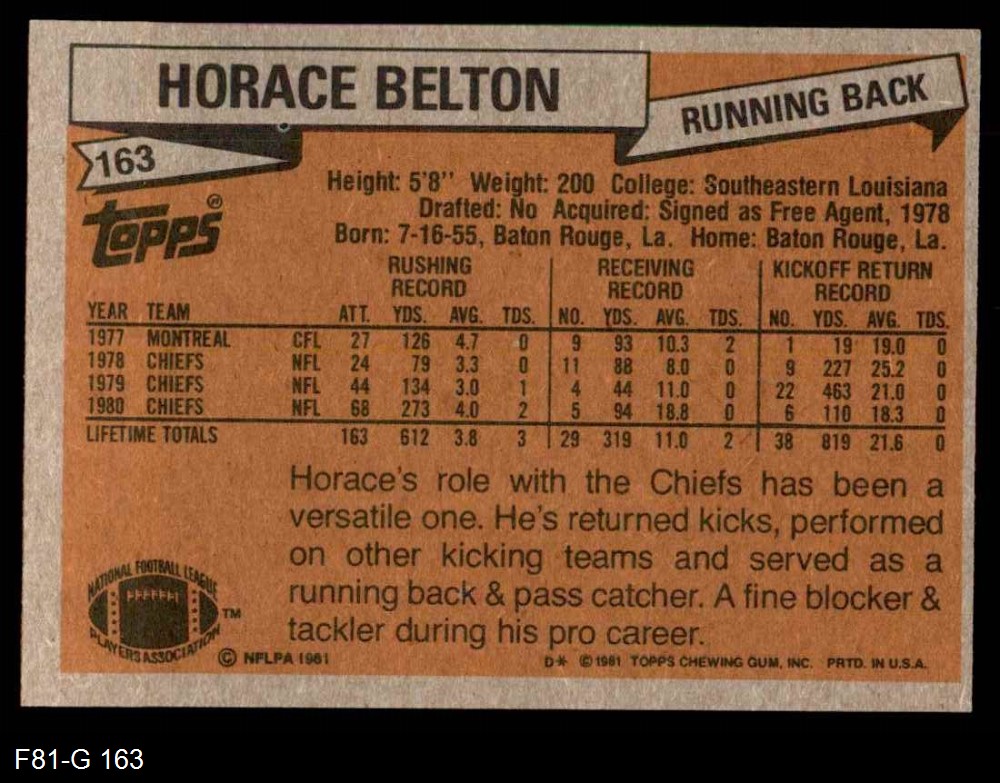 HORACE BELTON
RUNNING BACK
163
Topps®
Height: 5'8'' Weight: 200 College: Southeastern Louisiana
Drafted: No Acquired: Signed as Free Agent, 1978
Born: 7-16-55, Baton Rouge, La. Home: Baton Rouge, La.
RUSHING RECORD RECEIVING RECORD KICKOFF RETURN RECORD
YEAR TEAM ATT. YDS. AVG. TDS. NO. YDS. AVG. TDS. NO. YDS. AVG. TDS.
1977 MONTREAL CFL 27 126 4.7 0 9 93 10.3 2 1 19 19.0 0
1978 CHIEFS NFL 24 79 3.3 0 11 88 8.0 0 9 227 25.2 0
1979 CHIEFS NFL 44 134 3.0 1 4 44 11.0 0 22 463 21.0 0
1980 CHIEFS NFL 68 273 4.0 2 5 94 18.8 0 6 110 18.3 0
LIFETIME TOTALS 163 612 3.8 3 29 319 11.0 2 38 819 21.6 0
Horace's role with the Chiefs has been a
versatile one. He's returned kicks, performed
on other kicking teams and served as a
running back & pass catcher. A fine blocker &
tackler during his pro career.
NATIONAL FOOTBALL LEAGUE
PLAYERS ASSOCIATION
TM
© NFLPA 1981
D* © 1981 TOPPS CHEWING GUM, INC. PRTD. IN U.S.A.
F81-G 163